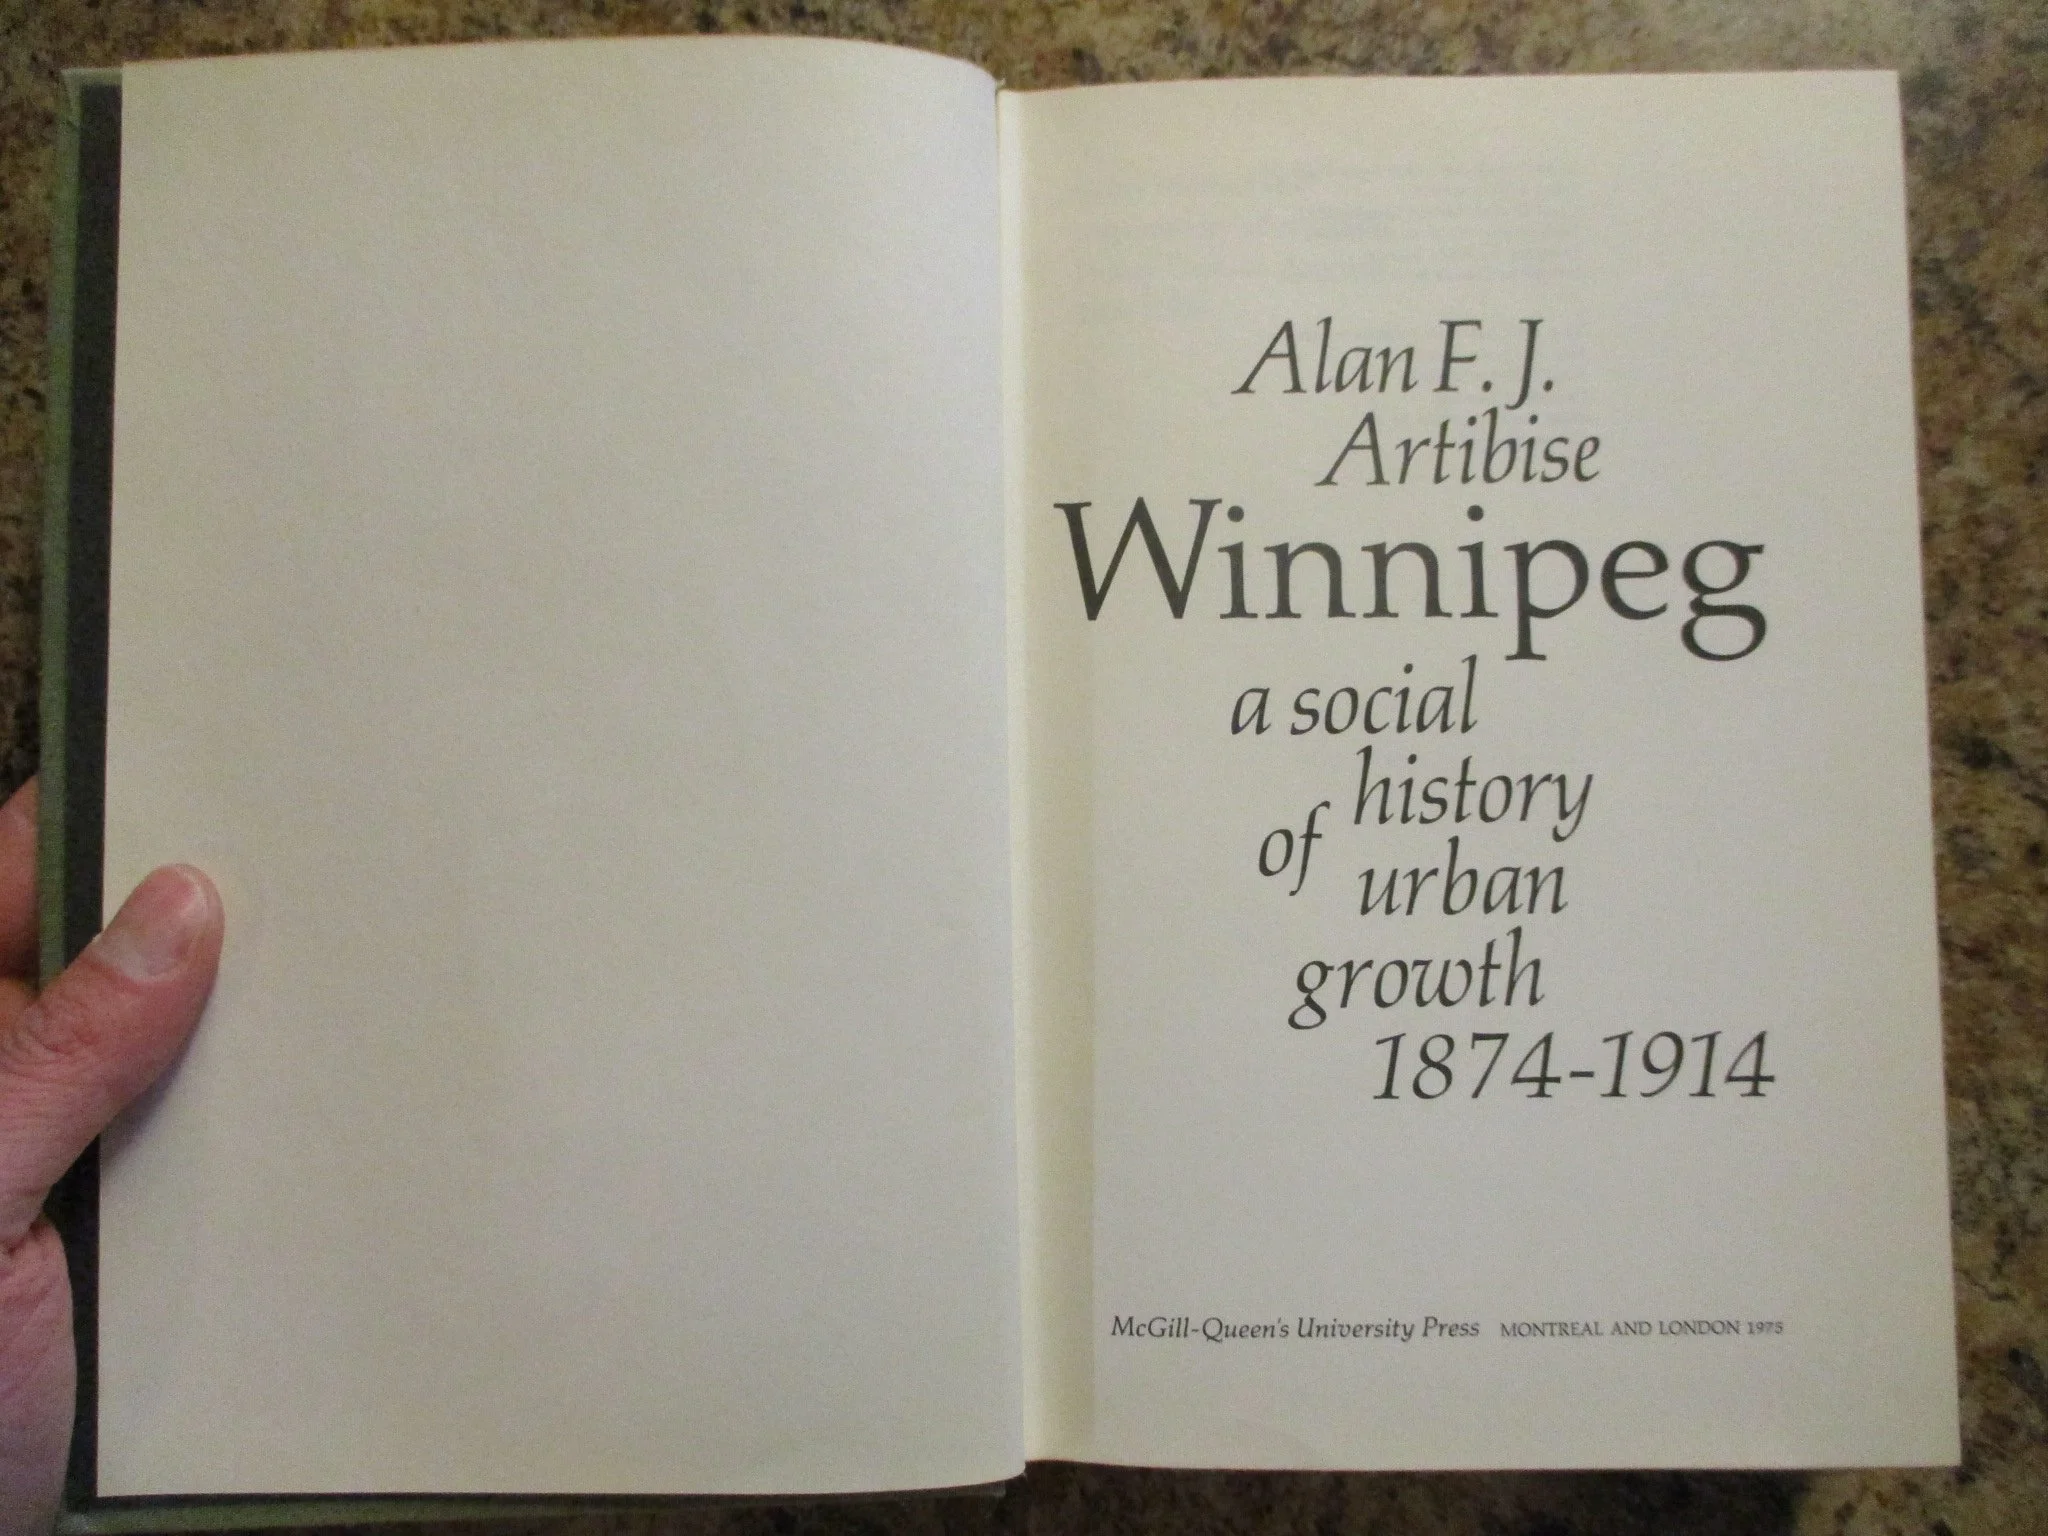 Alan F. J.
Artibise
Winnipeg
a social
history
of
urban
growth
1874-1914
McGill-Queen's University Press MONTREAL AND LONDON 1975